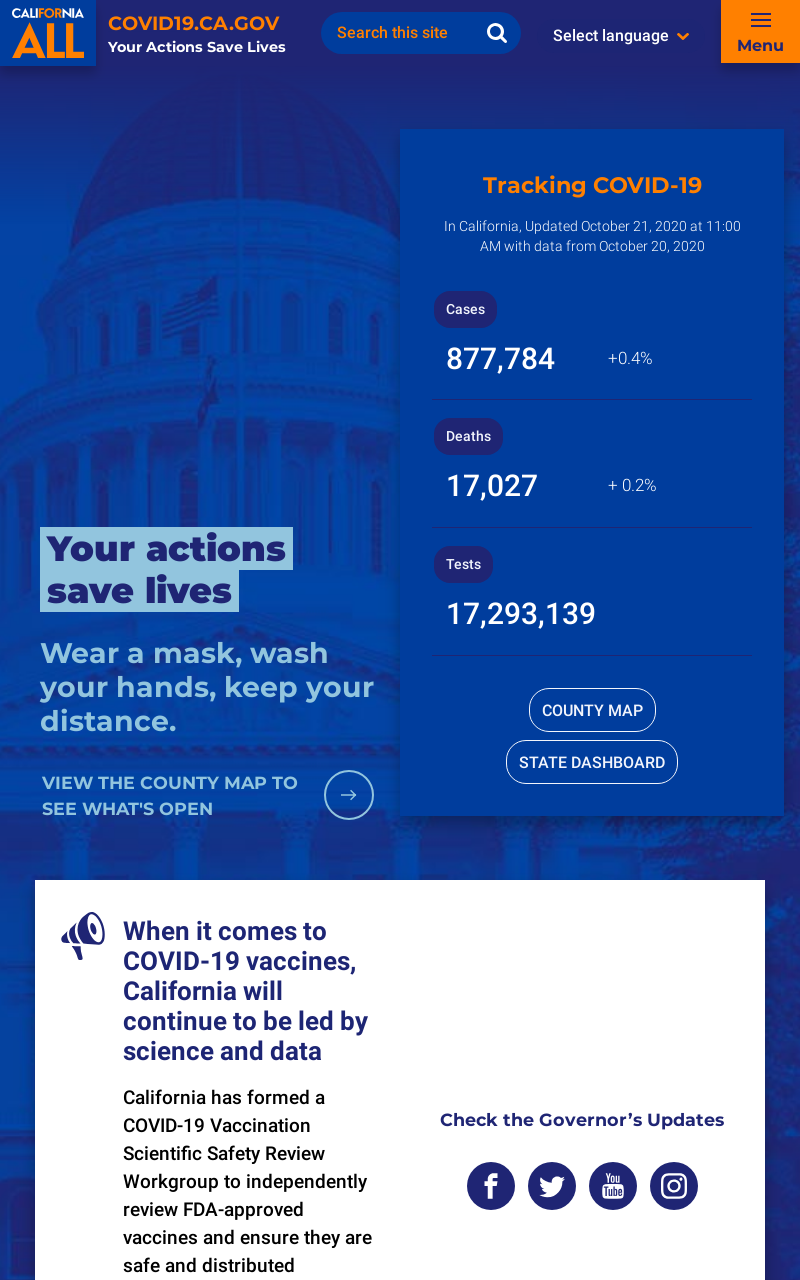 CALIFORNIA
ALL
COVID19.CA.GOV
Your Actions Save Lives
Search this site
Select language
Menu
Tracking COVID-19
In California, Updated October 21, 2020 at 11:00
AM with data from October 20, 2020
Cases
877,784 +0.4%
Deaths
17,027 + 0.2%
Tests
17,293,139
COUNTY MAP
STATE DASHBOARD
Your actions
save lives
Wear a mask, wash
your hands, keep your
distance.
VIEW THE COUNTY MAP TO
SEE WHAT'S OPEN
When it comes to
COVID-19 vaccines,
California will
continue to be led by
science and data
California has formed a
COVID-19 Vaccination
Scientific Safety Review
Workgroup to independently
review FDA-approved
vaccines and ensure they are
safe and distributed
Check the Governor’s Updates
You
Tube